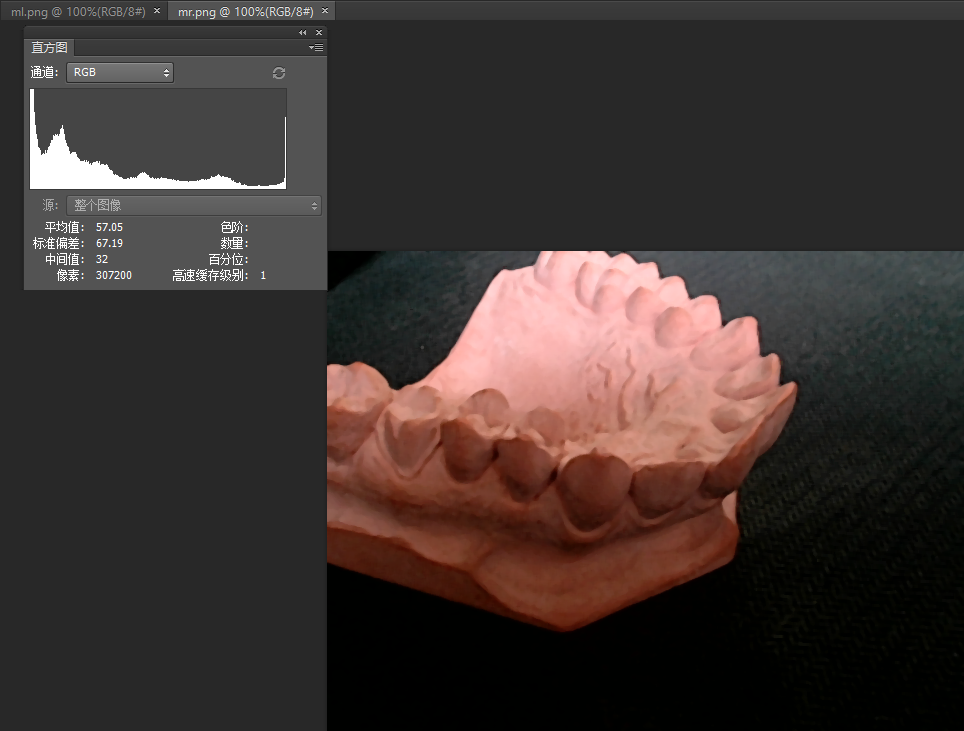 ml.png @ 100%(RGB/8#) × mr.png @ 100%(RGB/8#) ×
直方图
通道: RGB
源: 整个图像
平均值: 57.05 色阶:
标准偏差: 67.19 数量:
中间值: 32 百分位:
像素: 307200 高速缓存级别: 1